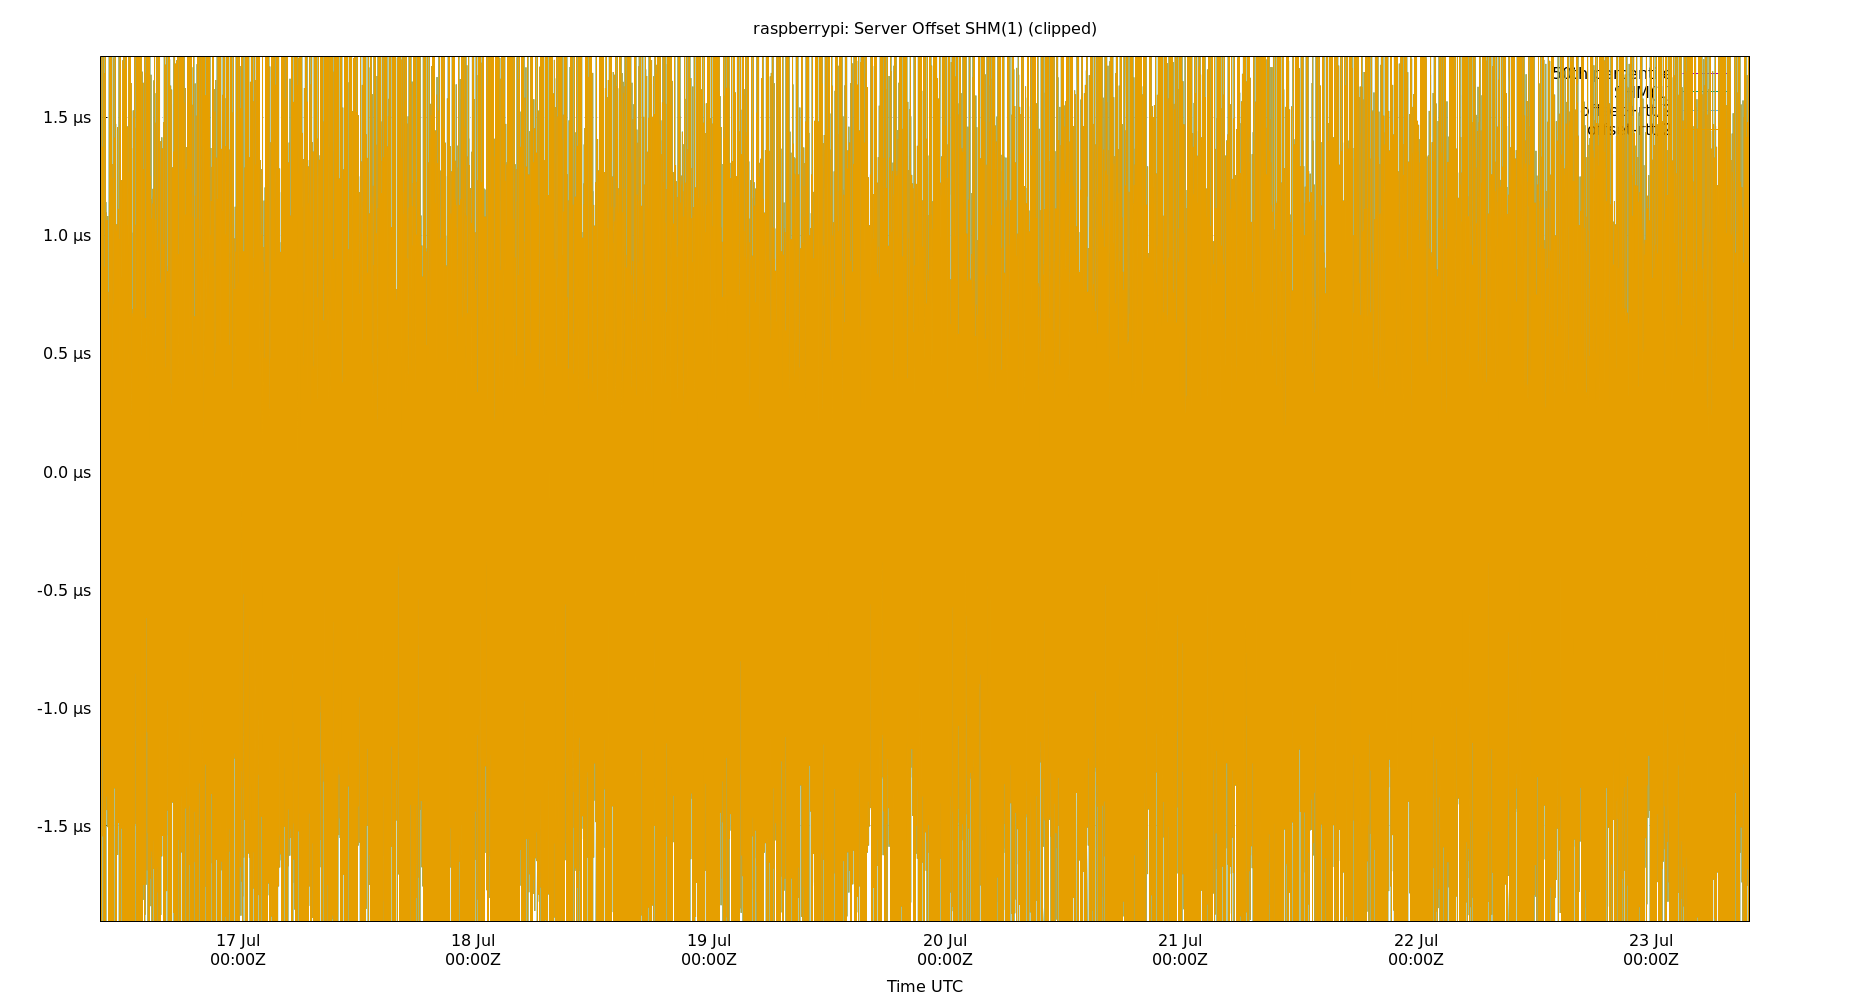 raspberrypi: Server Offset SHM(1) (clipped)
1.5 µs
1.0 µs
0.5 µs
0.0 µs
-0.5 µs
-1.0 µs
-1.5 µs
17 Jul 18 Jul 19 Jul 20 Jul 21 Jul 22 Jul 23 Jul
00:00Z 00:00Z 00:00Z 00:00Z 00:00Z 00:00Z 00:00Z
Time UTC